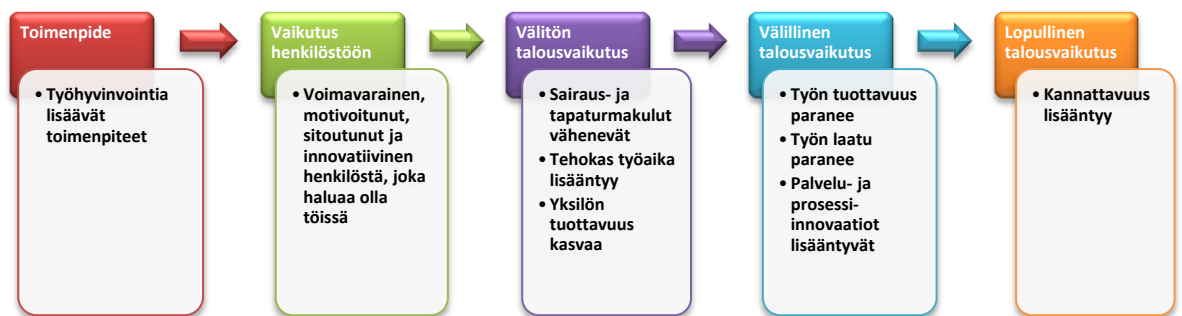 Toimenpide
• Työhyvinvointia
lisäävät
toimenpiteet
Vaikutus
henkilöstöön
• Voimavarainen,
motivoitunut,
sitoutunut ja
innovatiivinen
henkilöstä, joka
haluaa olla
töissä
Välitön
talousvaikutus
• Sairaus- ja
tapaturmakulut
vähenevät
• Tehokas työaika
lisääntyy
• Yksilön
tuottavuus
kasvaa
Välillinen
talousvaikutus
• Työn tuottavuus
paranee
• Työn laatu
paranee
• Palvelu- ja
prosessi-
innovaatiot
lisääntyvät
Lopullinen
talousvaikutus
• Kannattavuus
lisääntyy